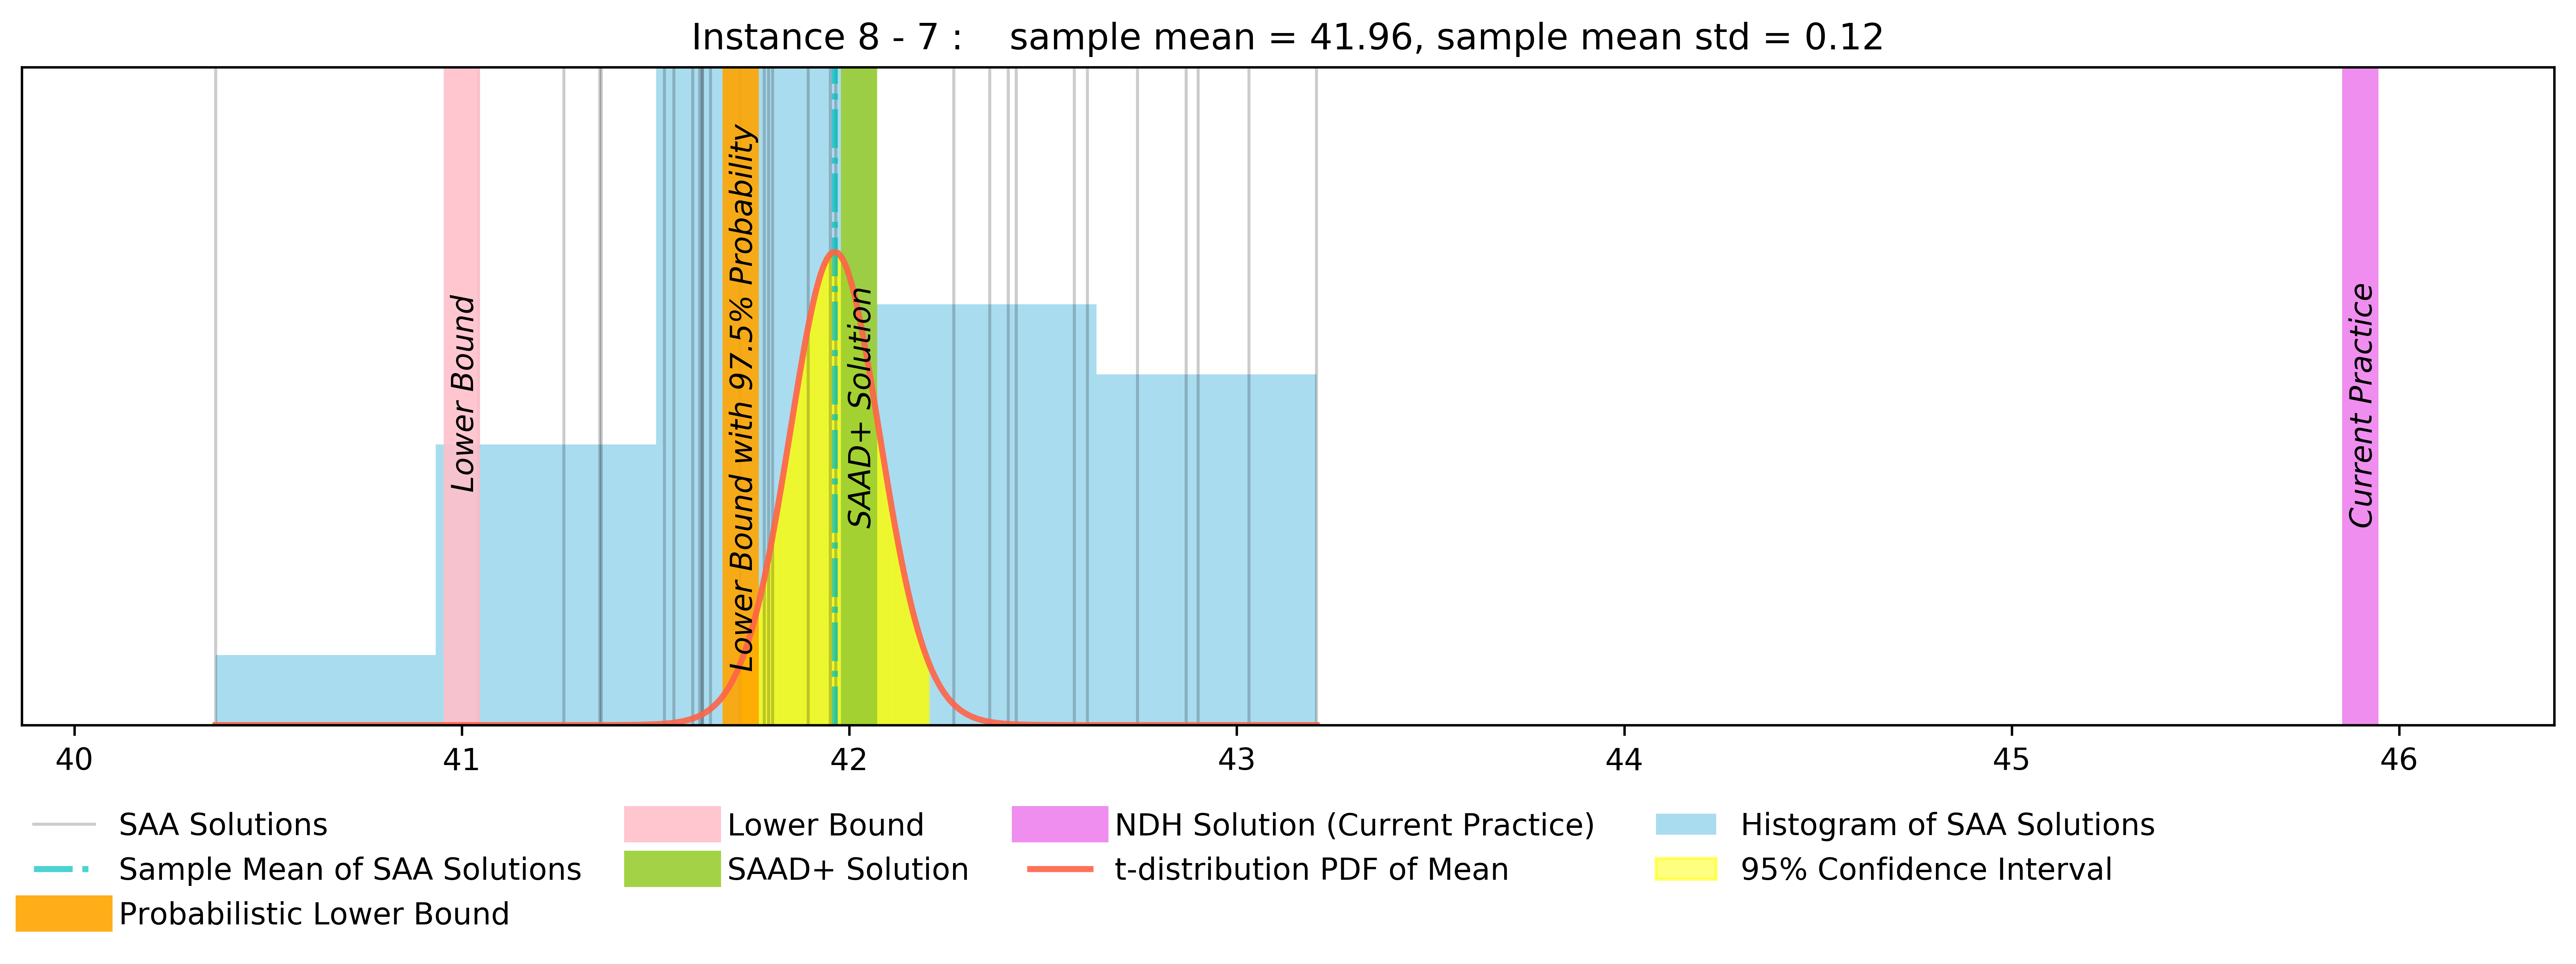 Instance 8 - 7 :    sample mean = 41.96, sample mean std = 0.12
Lower Bound
Lower Bound with 97.5% Probability
SAAD+ Solution
Current Practice
40 41 42 43 44 45 46
SAA Solutions
Sample Mean of SAA Solutions
Probabilistic Lower Bound
Lower Bound
SAAD+ Solution
NDH Solution (Current Practice)
t-distribution PDF of Mean
Histogram of SAA Solutions
95% Confidence Interval